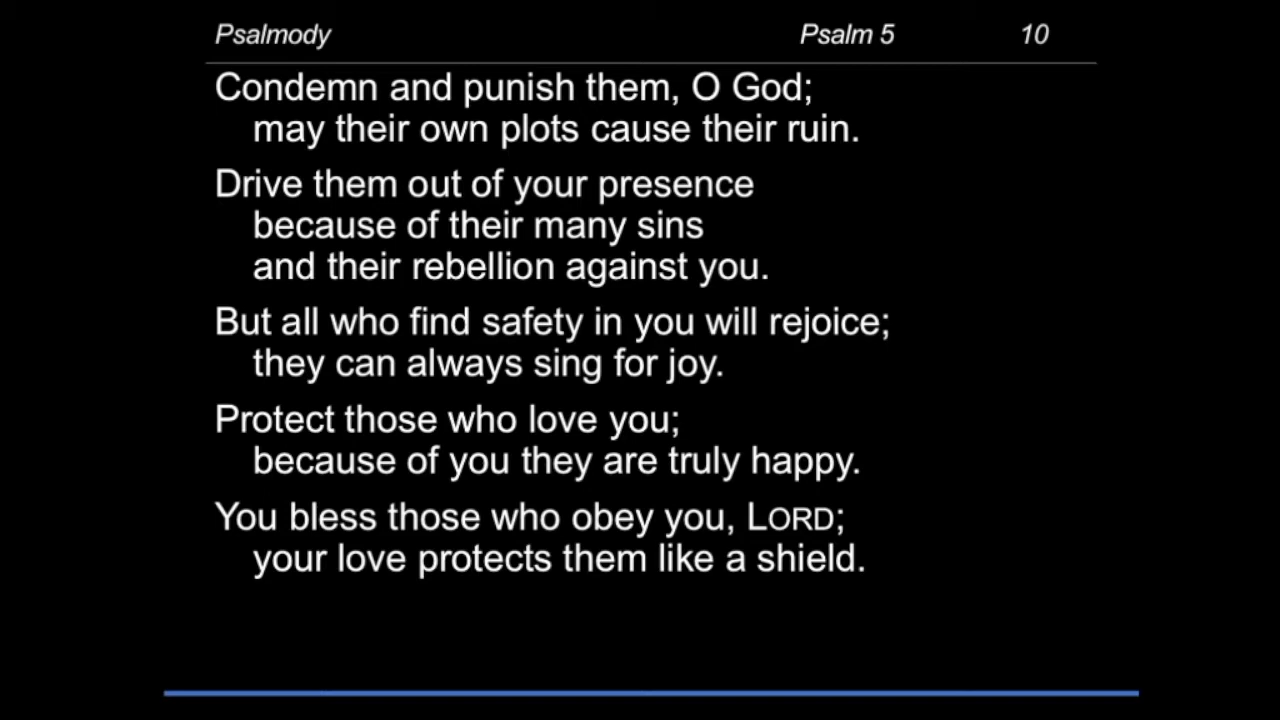 Psalmody Psalm 5 10
Condemn and punish them, O God;
may their own plots cause their ruin.
Drive them out of your presence
because of their many sins
and their rebellion against you.
But all who find safety in you will rejoice;
they can always sing for joy.
Protect those who love you;
because of you they are truly happy.
You bless those who obey you, LORD;
your love protects them like a shield.